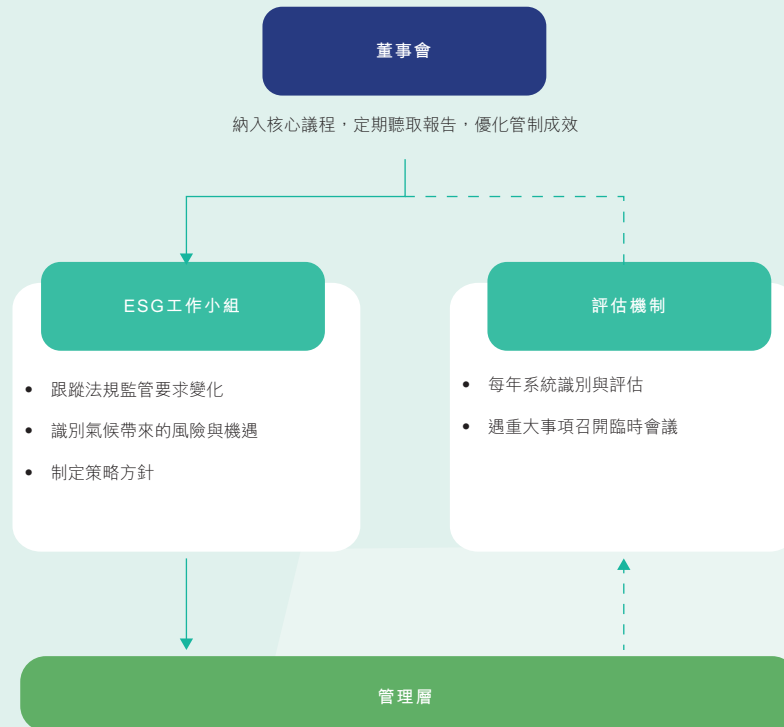 董事會
納入核心議程，定期聽取報告，優化管制成效
ESG工作小組
• 跟蹤法規監管要求變化
• 識別氣候帶來的風險與機遇
• 制定策略方針
評估機制
• 每年系統識別與評估
• 遇重大事項召開臨時會議
管理層